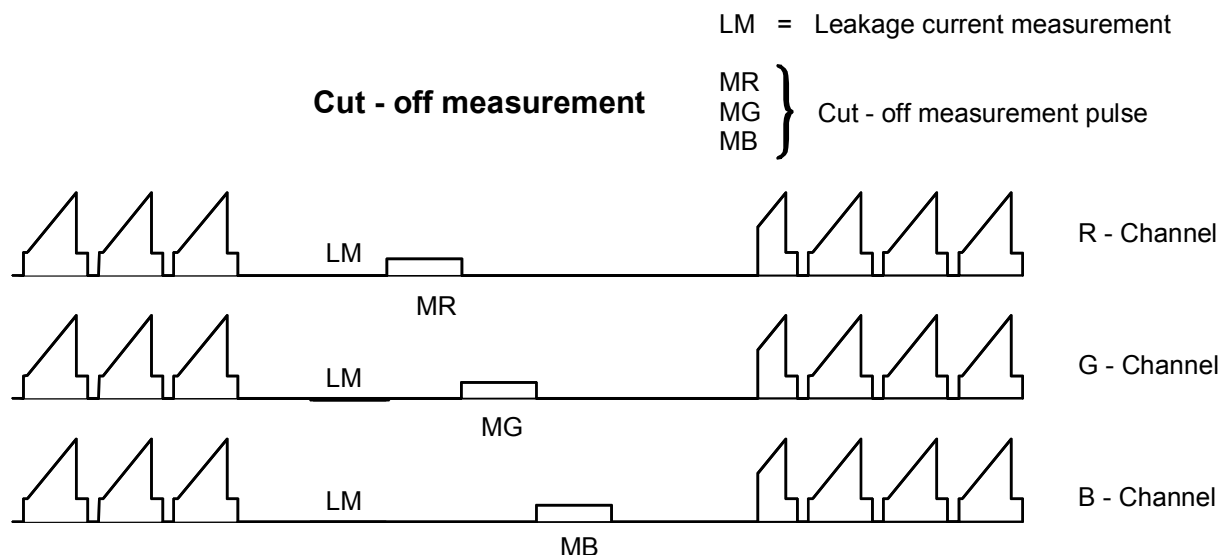 LM = Leakage current measurement
Cut - off measurement
MR
MG
MB
Cut - off measurement pulse
LM
MR
R - Channel
LM
MG
G - Channel
LM
MB
B - Channel